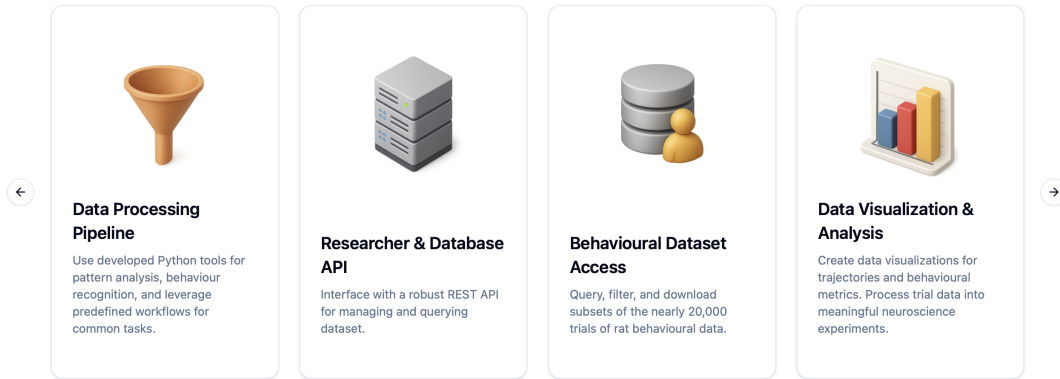 Data Processing
Pipeline
Use developed Python tools for
pattern analysis, behaviour
recognition, and leverage
predefined workflows for
common tasks.
Researcher & Database
API
Interface with a robust REST API
for managing and querying
dataset.
Behavioural Dataset
Access
Query, filter, and download
subsets of the nearly 20,000
trials of rat behavioural data.
Data Visualization &
Analysis
Create data visualizations for
trajectories and behavioural
metrics. Process trial data into
meaningful neuroscience
experiments.